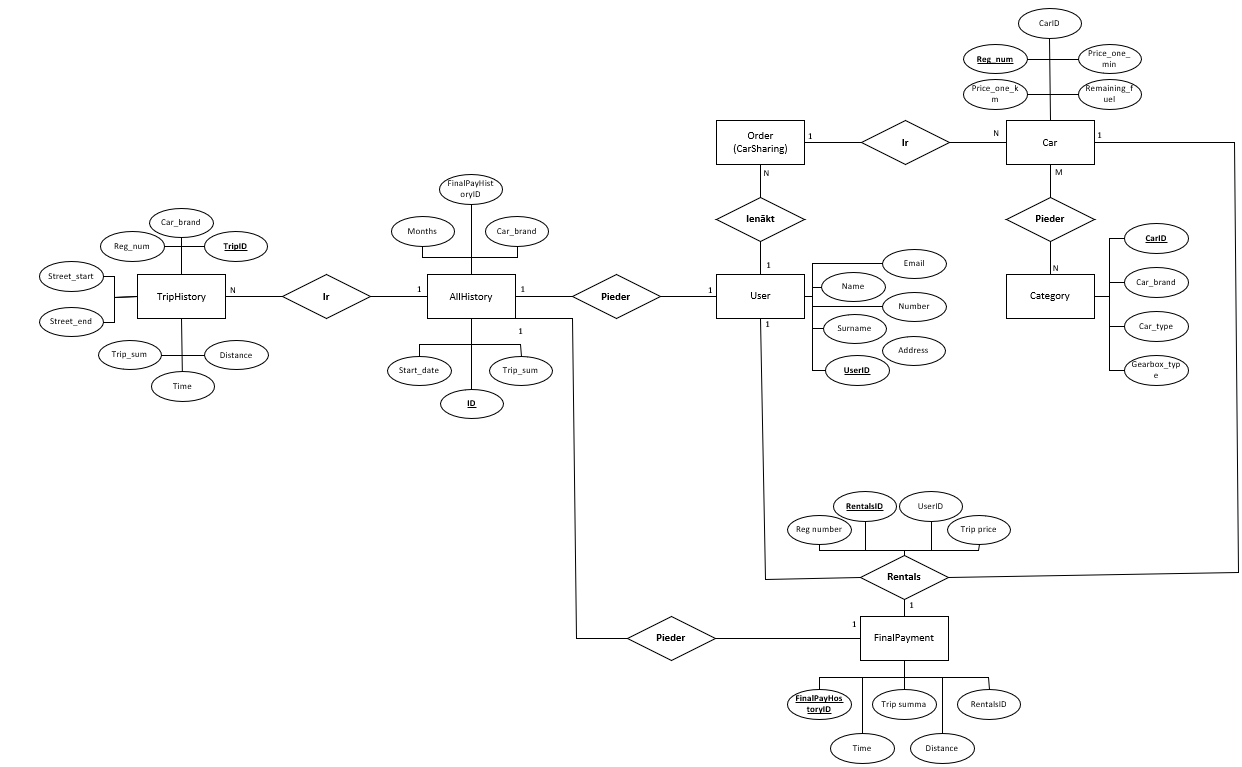 CarID
Reg_num
Price_one_
min
Price_one_k
m
Remaining_f
uel
Order
(CarSharing)
1
Ir
N
Car
1
N
M
FinalPayHist
oryID
Ienākt
Pieder
Months
Car_brand
Car_brand
Reg_num
TripID
CarID
1
N
Email
Street_start
Name
Car_brand
TripHistory
N
Ir
1
AllHistory
1
Pieder
1
User
Category
Number
Street_end
1
1
Surname
Car_type
Trip_sum
Distance
Address
Start_date
Trip_sum
UserID
Gearbox_typ
e
Time
ID
RentalsID
UserID
Reg number
Trip price
Rentals
1
1
Pieder
FinalPayment
FinalPayHos
toryID
Trip summa
RentalsID
Time
Distance